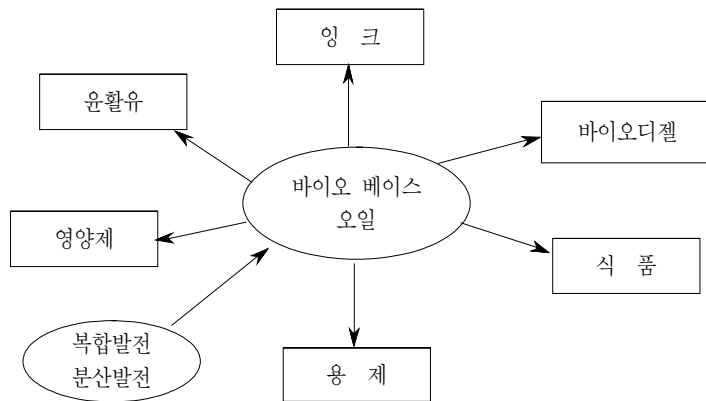 잉 크
윤활유
바이오디젤
바이오 베이스
오일
영양제
식 품
복합발전
분산발전
용 제